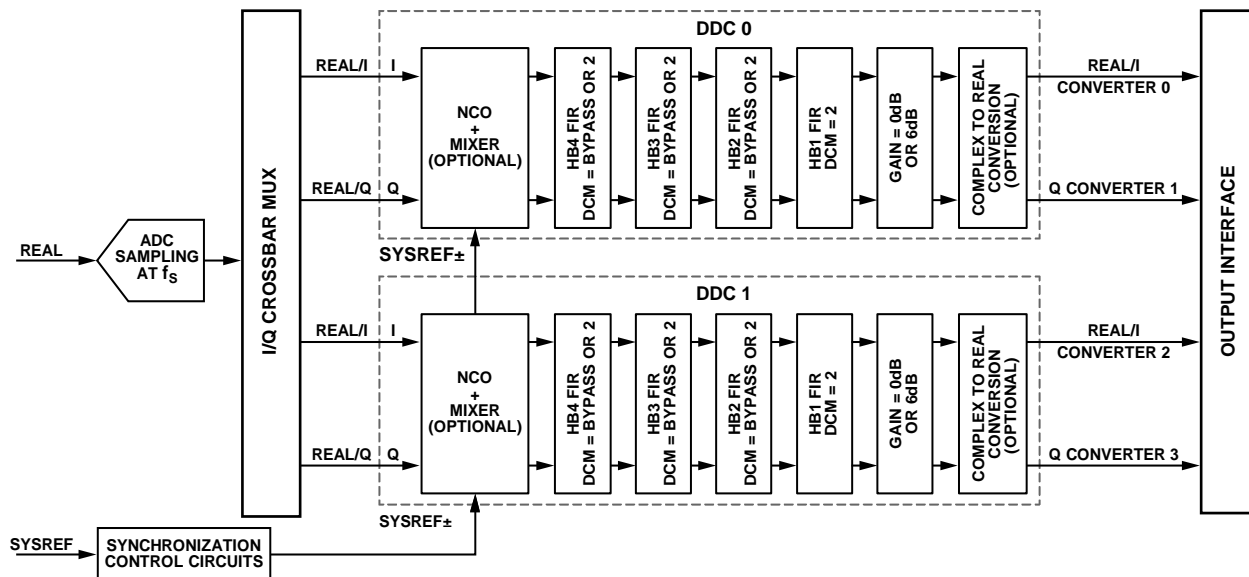 DDC 0
REAL/I I
REAL/Q Q
NCO
+
MIXER
(OPTIONAL)
HB4 FIR
DCM = BYPASS OR 2
HB3 FIR
DCM = BYPASS OR 2
HB2 FIR
DCM = BYPASS OR 2
HB1 FIR
DCM = 2
GAIN = 0dB
OR 6dB
COMPLEX TO REAL
CONVERSION
(OPTIONAL)
REAL/I
CONVERTER 0
Q CONVERTER 1
SYSREF±
REAL
ADC
SAMPLING
AT fS
I/Q CROSSBAR MUX
OUTPUT INTERFACE
DDC 1
REAL/I I
REAL/Q Q
NCO
+
MIXER
(OPTIONAL)
HB4 FIR
DCM = BYPASS OR 2
HB3 FIR
DCM = BYPASS OR 2
HB2 FIR
DCM = BYPASS OR 2
HB1 FIR
DCM = 2
GAIN = 0dB
OR 6dB
COMPLEX TO REAL
CONVERSION
(OPTIONAL)
REAL/I
CONVERTER 2
Q CONVERTER 3
SYSREF±
SYSREF
SYNCHRONIZATION
CONTROL CIRCUITS